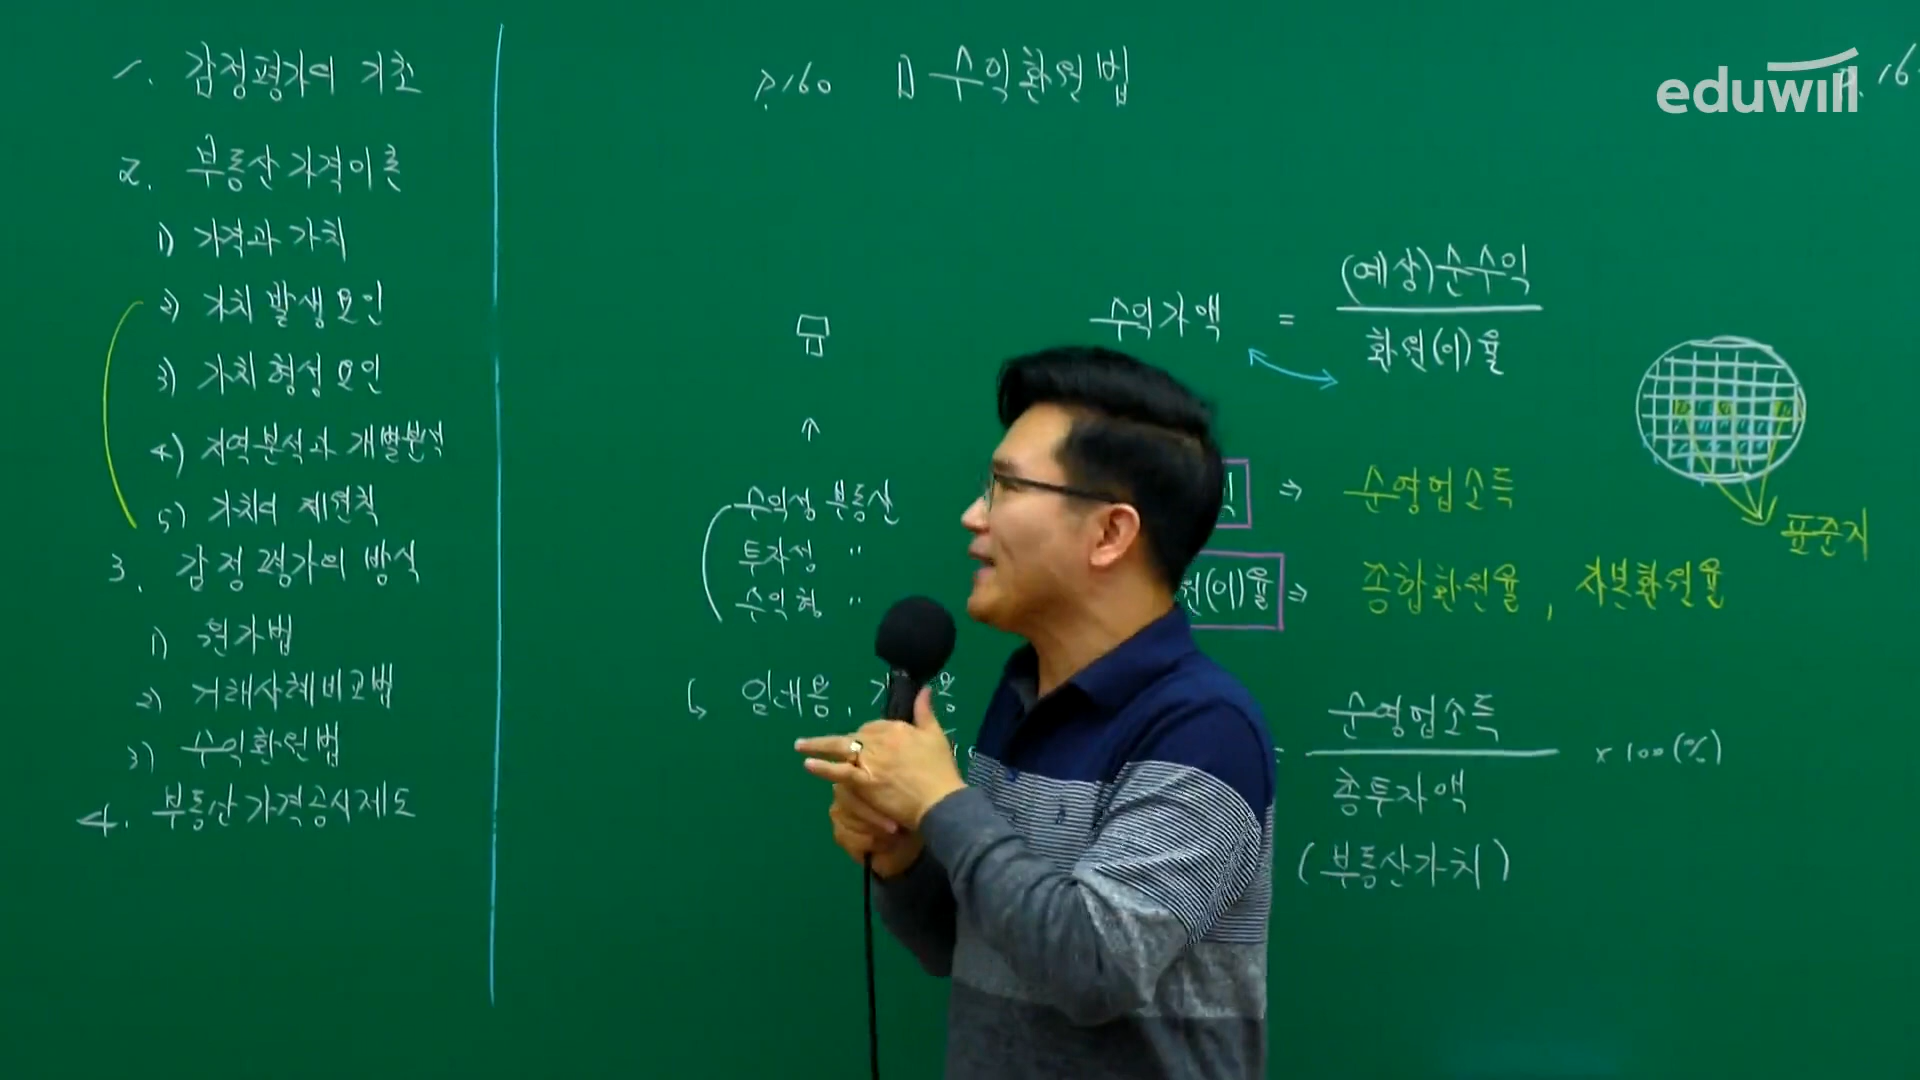 1. 감정평가의 기초
2. 부동산 가격이론
1) 가격과 가치
2) 가치 발생요인
3) 가치 형성요인
4) 지역분석과 개별분석
5) 가치의 제원칙
3. 감정평가의 방식
1) 원가법
2) 거래사례비교법
3) 수익환원법
4. 부동산가격공시제도
P.160 1) 수익환원법
eduwill
수익가액 = (예상)순수익
환원(이)율
수익성 부동산
투자성 〃
수익형 〃
⇒ 순영업소득
원(이)율 ⇒ 종합환원율, 자본환원율
표준지
↳ 임대용,
= 순영업소득 × 100(%)
총투자액
(부동산가치)